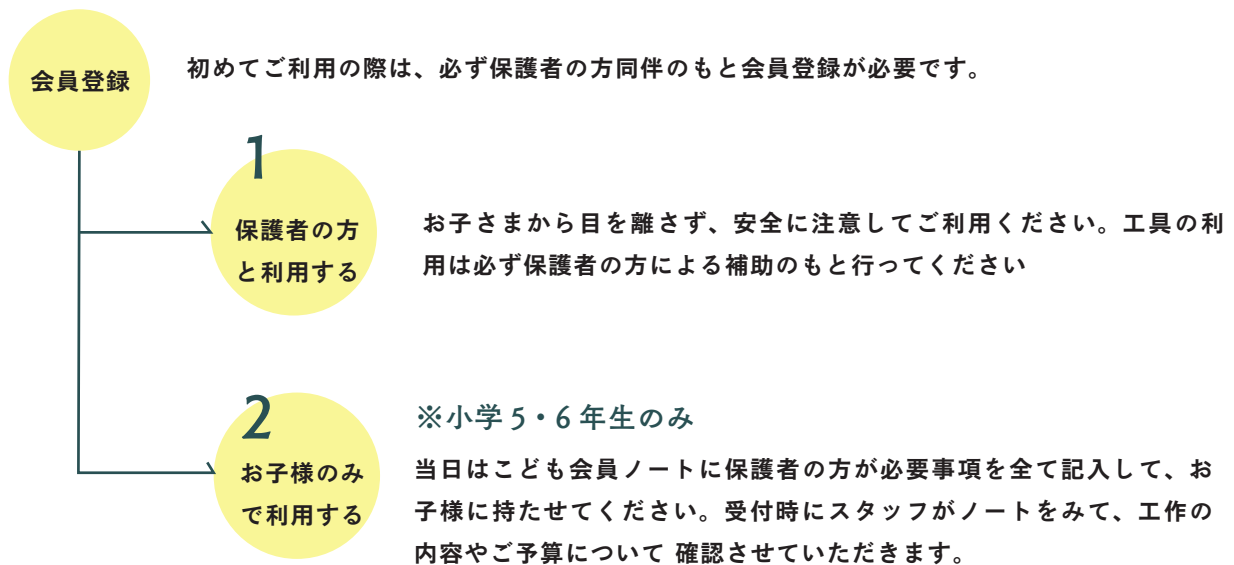 会員登録
初めてご利用の際は、必ず保護者の方同伴のもと会員登録が必要です。
1
保護者の方
と利用する
お子さまから目を離さず、安全に注意してご利用ください。工具の利
用は必ず保護者の方による補助のもと行ってください
2
お子様のみ
で利用する
※小学5・6年生のみ
当日はこども会員ノートに保護者の方が必要事項を全て記入して、お
子様に持たせてください。受付時にスタッフがノートをみて、工作の
内容やご予算について 確認させていただきます。